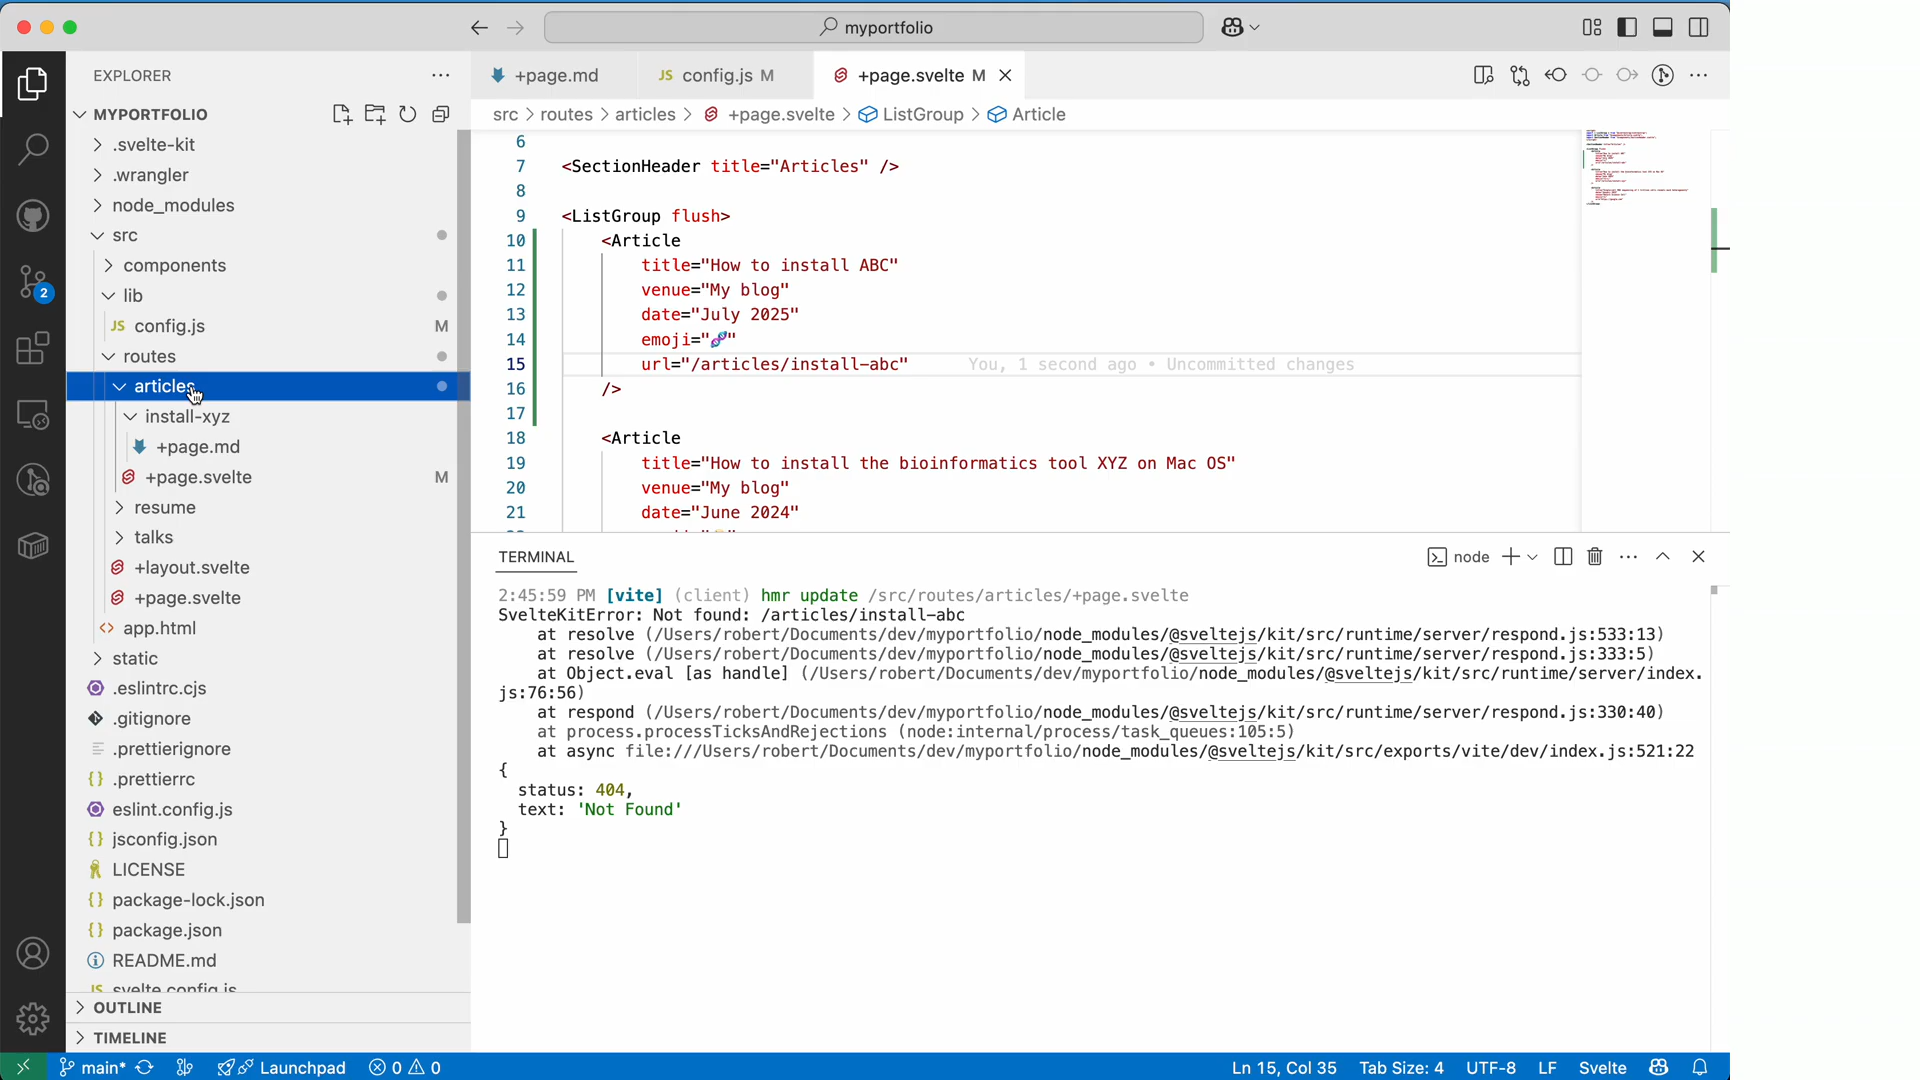 myportfolio
EXPLORER
MYPORTFOLIO
.svelte-kit
.wrangler
node_modules
src
components
lib
JS config.js M
routes
articles
install-xyz
+page.md
+page.svelte M
resume
talks
+layout.svelte
+page.svelte
app.html
static
.eslintrc.cjs
.gitignore
.prettierignore
{} .prettierrc
eslint.config.js
{} jsconfig.json
LICENSE
{} package-lock.json
{} package.json
README.md
JS svelte.config.js
OUTLINE
TIMELINE
2
+page.md
JS config.js M
+page.svelte M
src > routes > articles > +page.svelte > ListGroup > Article
6
7 <SectionHeader title="Articles" />
8
9 <ListGroup flush>
10 <Article
11 title="How to install ABC"
12 venue="My blog"
13 date="July 2025"
14 emoji="🧬"
15 url="/articles/install-abc" You, 1 second ago • Uncommitted changes
16 />
17
18 <Article
19 title="How to install the bioinformatics tool XYZ on Mac OS"
20 venue="My blog"
21 date="June 2024"
TERMINAL
node
2:45:59 PM [vite] (client) hmr update /src/routes/articles/+page.svelte
SvelteKitError: Not found: /articles/install-abc
at resolve (/Users/robert/Documents/dev/myportfolio/node_modules/@sveltejs/kit/src/runtime/server/respond.js:533:13)
at resolve (/Users/robert/Documents/dev/myportfolio/node_modules/@sveltejs/kit/src/runtime/server/respond.js:333:5)
at Object.eval [as handle] (/Users/robert/Documents/dev/myportfolio/node_modules/@sveltejs/kit/src/runtime/server/index.
js:76:56)
at respond (/Users/robert/Documents/dev/myportfolio/node_modules/@sveltejs/kit/src/runtime/server/respond.js:330:40)
at process.processTicksAndRejections (node:internal/process/task_queues:105:5)
at async file:///Users/robert/Documents/dev/myportfolio/node_modules/@sveltejs/kit/src/exports/vite/dev/index.js:521:22
{
status: 404,
text: 'Not Found'
}
main* Launchpad 0 0
Ln 15, Col 35 Tab Size: 4 UTF-8 LF Svelte